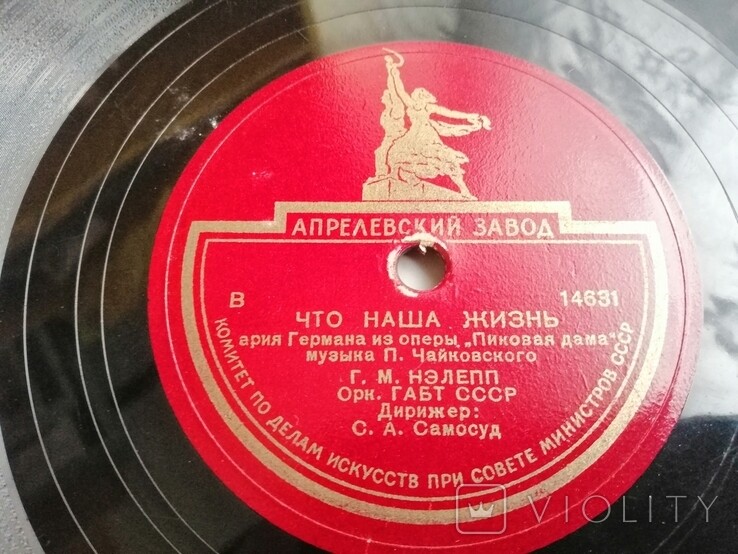 АПРЕЛЕВСКИЙ ЗАВОД
В 14631
ЧТО НАША ЖИЗНЬ
ария Германа из оперы „Пиковая дама“
музыка П. Чайковского
Г. М. НЭЛЕПП
Орк. ГАБТ СССР
Дирижер:
С. А. Самосуд
КОМИТЕТ ПО ДЕЛАМ ИСКУССТВ ПРИ СОВЕТЕ МИНИСТРОВ СССР
VIOLITY